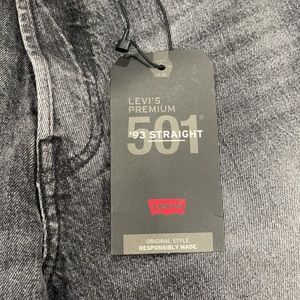 LEVI'S
PREMIUM
501®
'93 STRAIGHT
Levi's
ORIGINAL STYLE.
RESPONSIBLY MADE.